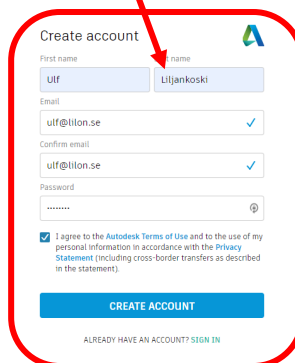 Create account
First name
name
Ulf
Liljankoski
Email
ulf@lilon.se
Confirm email
ulf@lilon.se
Password
I agree to the Autodesk Terms of Use and to the use of my
personal information in accordance with the Privacy
Statement (including cross-border transfers as described
in the statement).
CREATE ACCOUNT
ALREADY HAVE AN ACCOUNT? SIGN IN